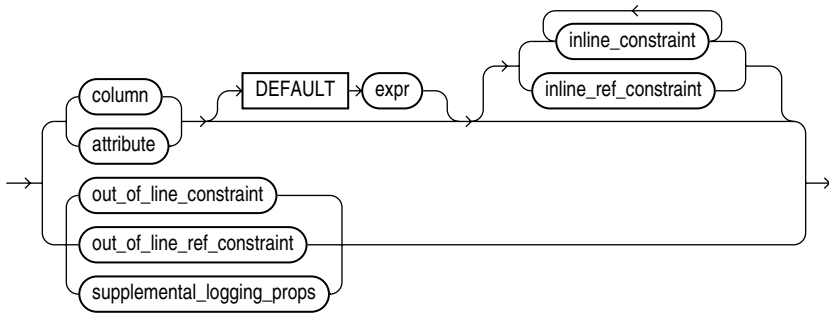 inline_constraint
DEFAULT expr
column
inline_ref_constraint
attribute
out_of_line_constraint
out_of_line_ref_constraint
supplemental_logging_props